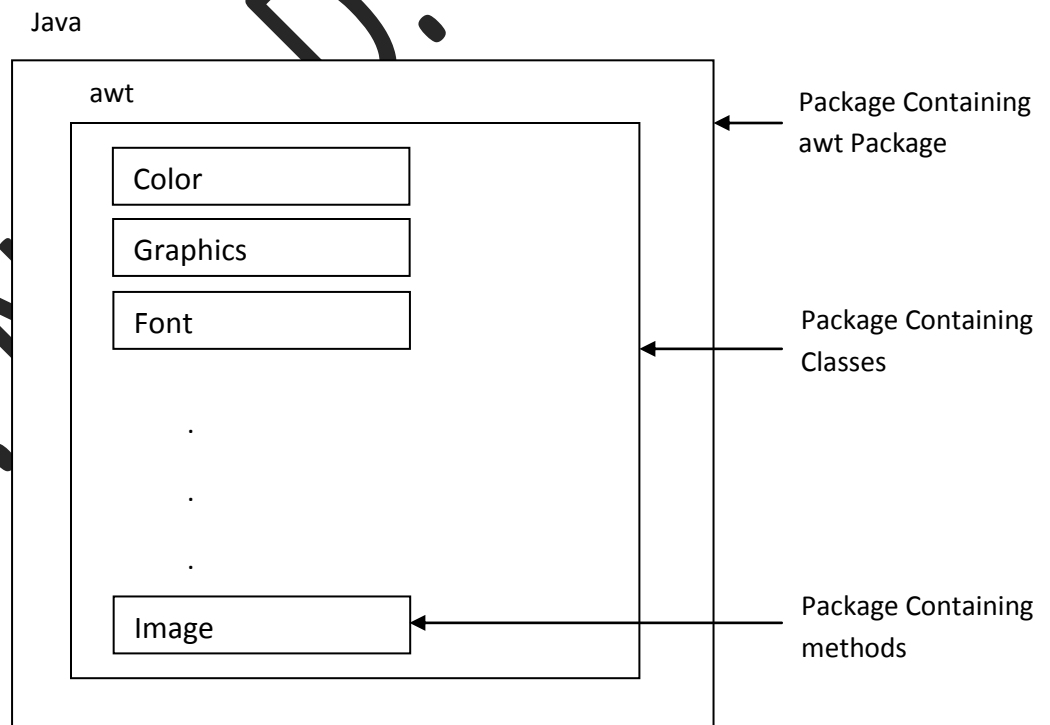 Java
awt
Package Containing
awt Package
Color
Graphics
Font
Package Containing
Classes
.
.
.
Image
Package Containing
methods